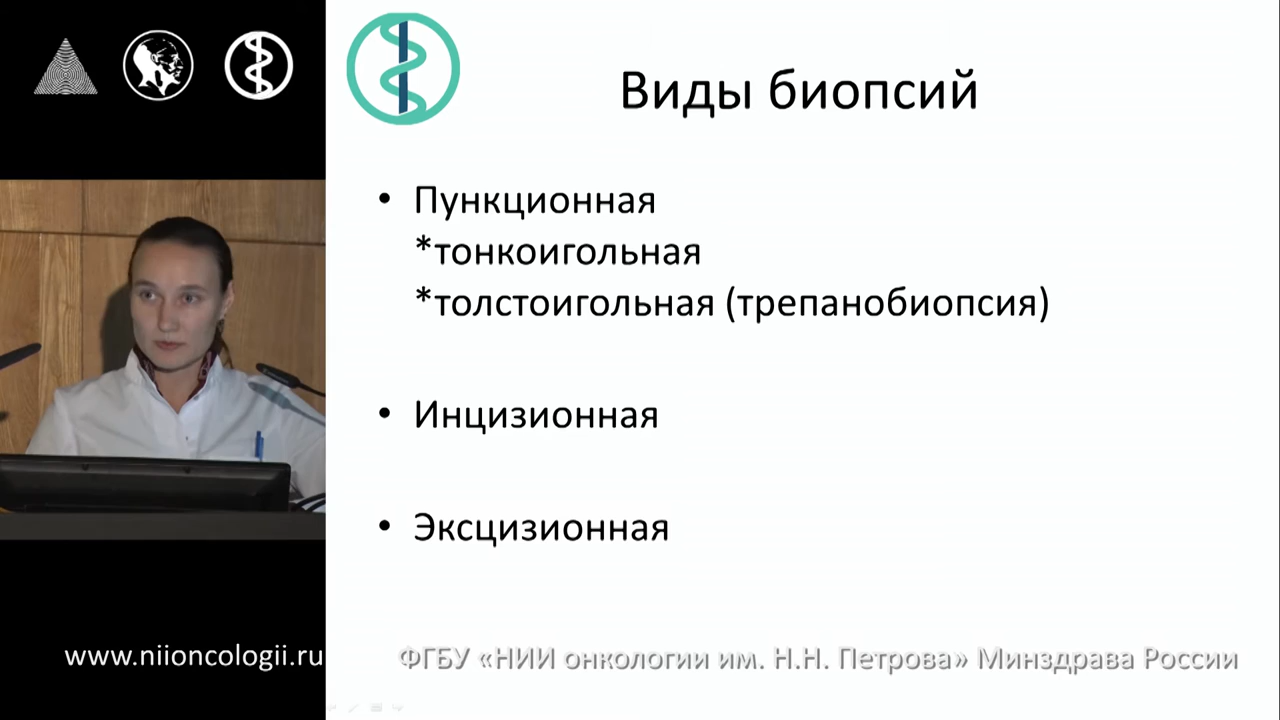 Виды биопсий
• Пункционная
*тонкоигольная
*толстоигольная (трепанобиопсия)
• Инцизионная
• Эксцизионная
www.niioncologii.ru
ФГБУ «НИИ онкологии им. Н.Н. Петрова» Минздрава России